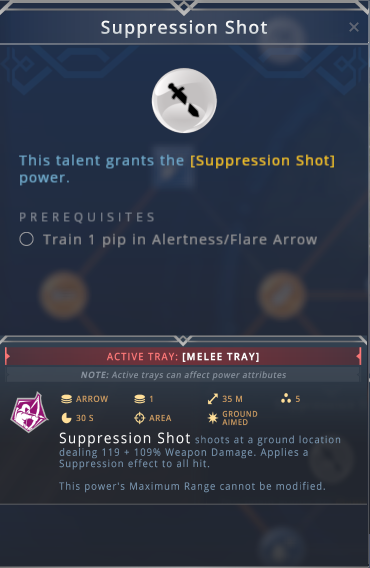 Suppression Shot
This talent grants the [Suppression Shot]
power.
PREREQUISITES
Train 1 pip in Alertness/Flare Arrow
ACTIVE TRAY: [MELEE TRAY]
NOTE: Active trays can affect power attributes
ARROW 1 35 M 5
30 S AREA GROUND
AIMED
Suppression Shot shoots at a ground location
dealing 119 + 109% Weapon Damage. Applies a
Suppression effect to all hit.
This power's Maximum Range cannot be modified.